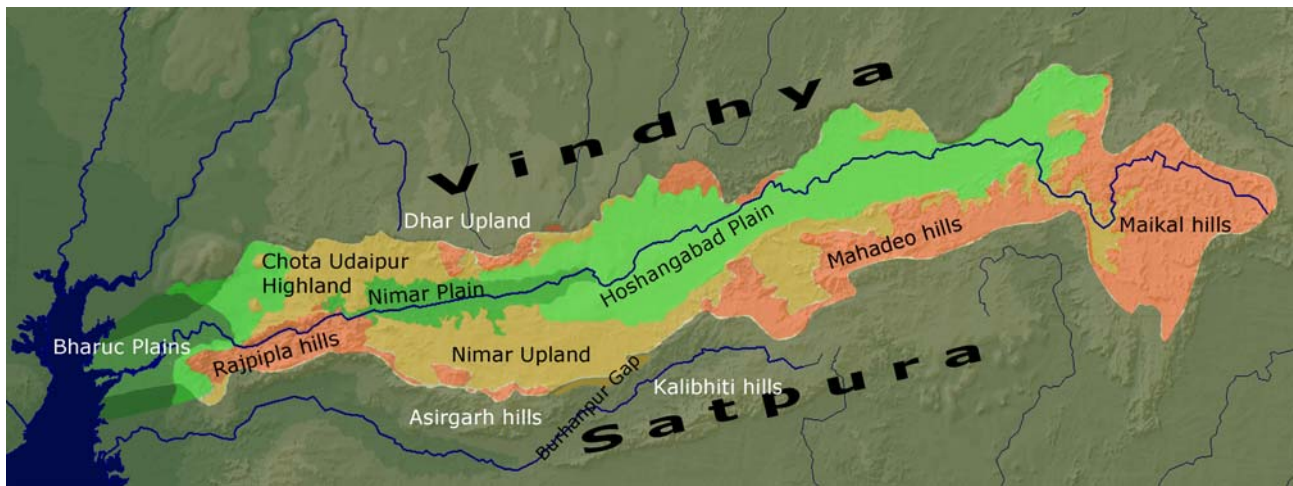 Vindhya
Dhar Upland
Chota Udaipur
Highland
Nimar Plain
Hoshangabad Plain
Mahadeo hills
Maikal hills
Bharuc Plains
Rajpipla hills
Nimar Upland
Asirgarh hills
Burhanpur Gap
Kalibhiti hills
Satpura